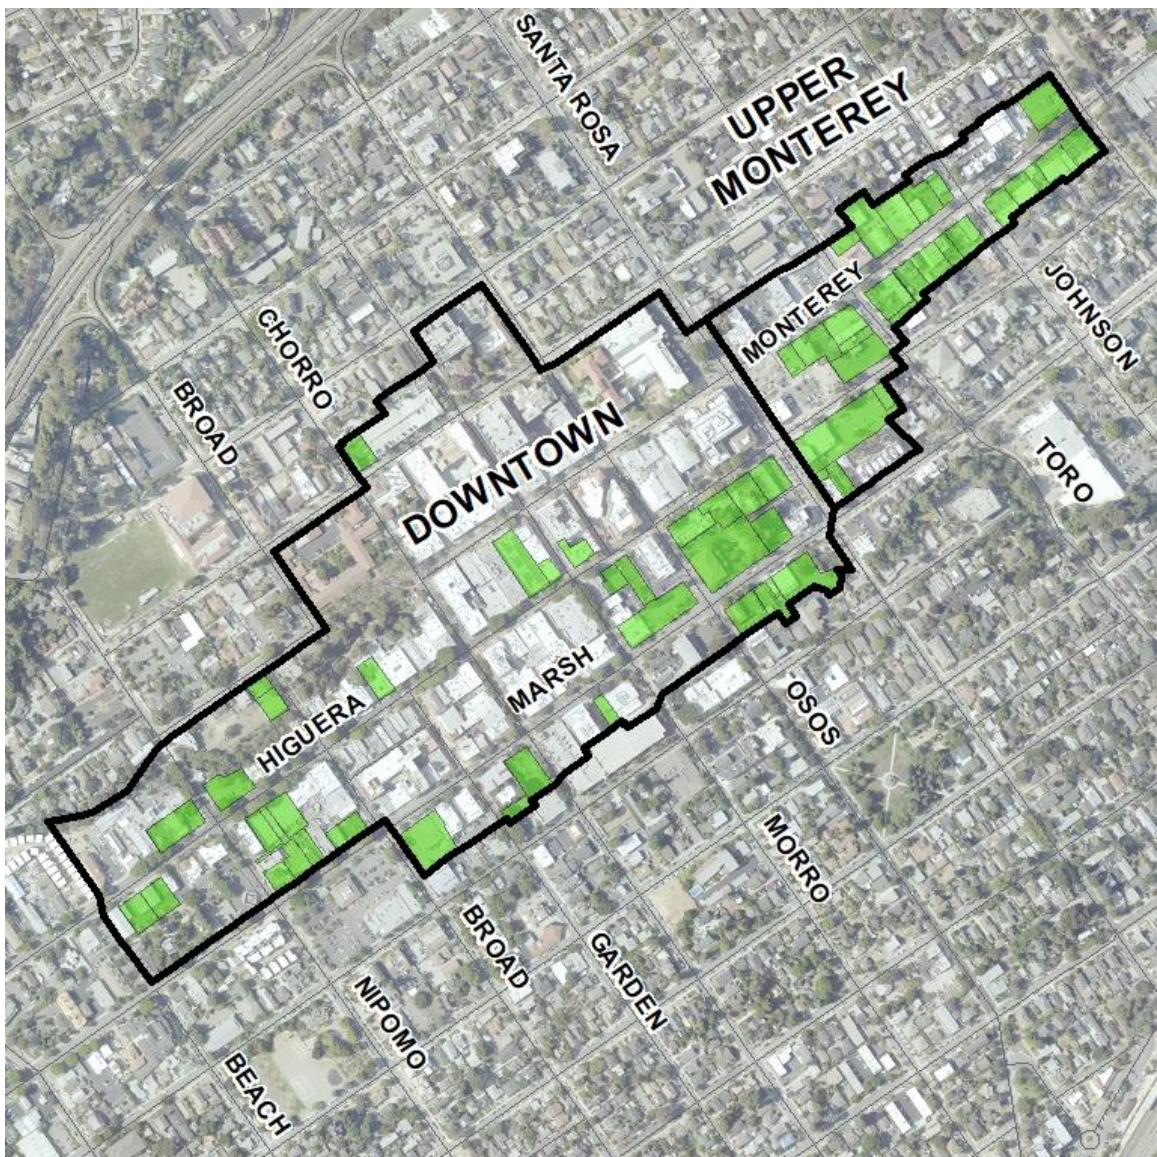 SANTA ROSA
UPPER
MONTEREY
MONTEREY
JOHNSON
CHORRO
BROAD
DOWNTOWN
TORO
MARSH
HIGUERA
OSOS
MORRO
BROAD
GARDEN
NIPOMO
BEACH